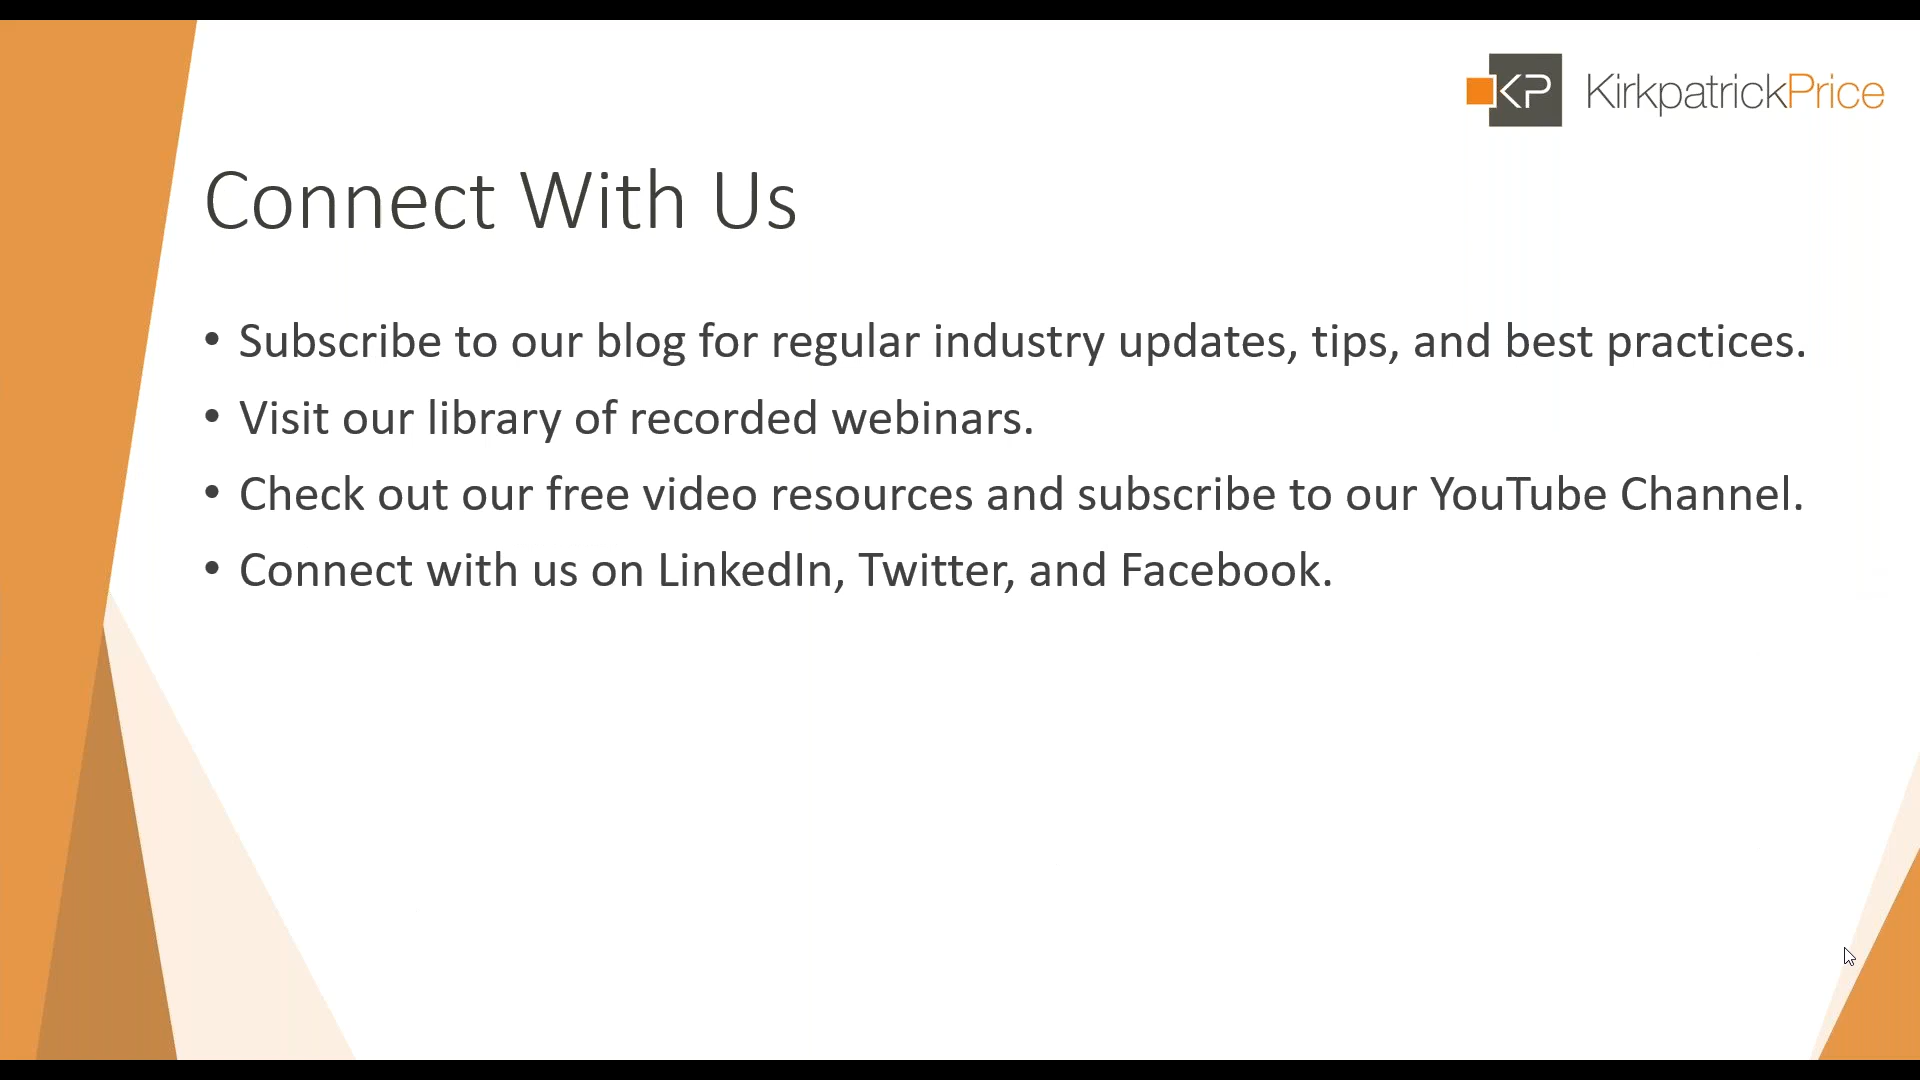 KP KirkpatrickPrice
Connect With Us
• Subscribe to our blog for regular industry updates, tips, and best practices.
• Visit our library of recorded webinars.
• Check out our free video resources and subscribe to our YouTube Channel.
• Connect with us on LinkedIn, Twitter, and Facebook.